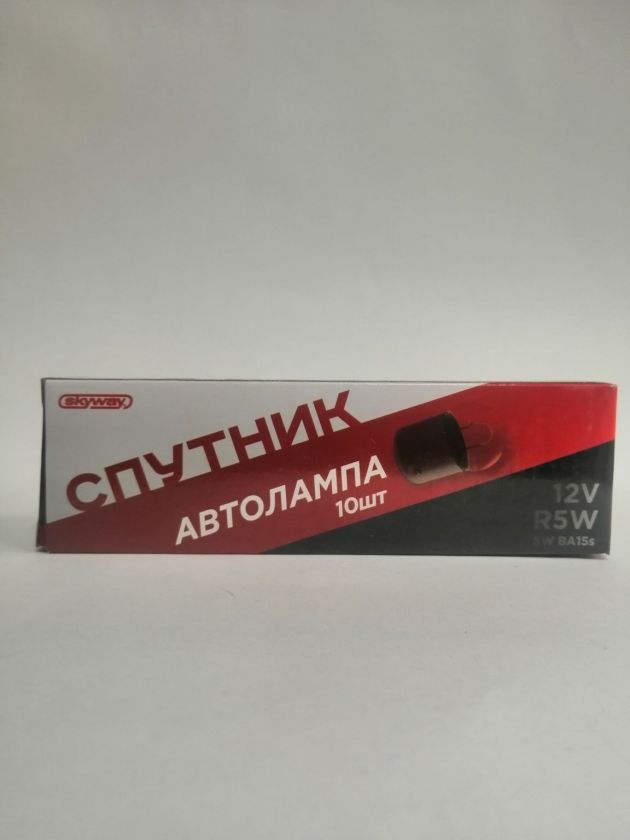 skyway
СПУТНИК
АВТОЛАМПА
10шт
12V
R5W
5W BA15s